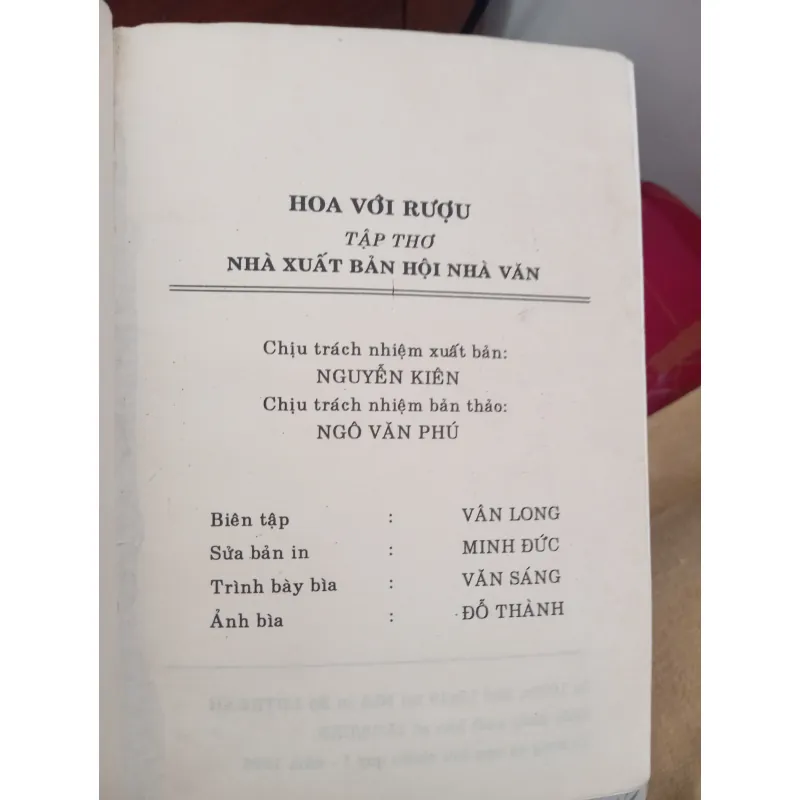 HOA VỚI RƯỢU
TẬP THƠ
NHÀ XUẤT BẢN HỘI NHÀ VĂN
Chịu trách nhiệm xuất bản:
NGUYỄN KIÊN
Chịu trách nhiệm bản thảo:
NGÔ VĂN PHÚ
Biên tập : VÂN LONG
Sửa bản in : MINH ĐỨC
Trình bày bìa : VĂN SÁNG
Ảnh bìa : ĐỖ THÀNH